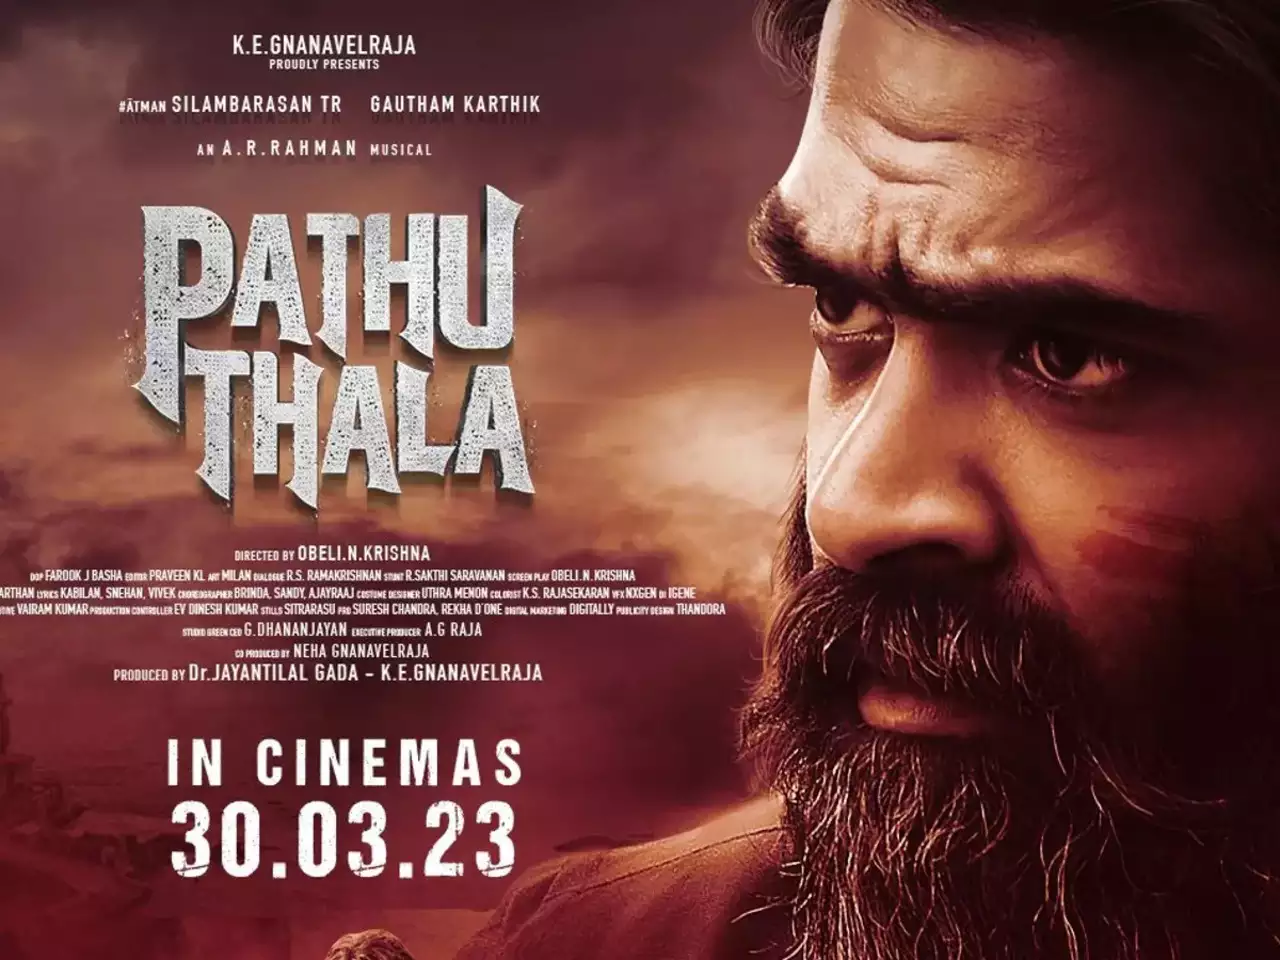 K.E.GNANAVELRAJA
PROUDLY PRESENTS
#ĀTMAN SILAMBARASAN TR GAUTHAM KARTHIK
AN A.R.RAHMAN MUSICAL
PATHU
THALA
DIRECTED BY OBELI.N.KRISHNA
DOP FAROOK J BASHA EDITOR PRAVEEN KL ART MILAN DIALOGUE R.S. RAMAKRISHNAN STUNT R.SAKTHI SARAVANAN SCREEN PLAY OBELI.N. KRISHNA
ARTHAN LYRICS KABILAN, SNEHAN, VIVEK CHOREOGRAPHER BRINDA, SANDY, AJAYRAAJ COSTUME DESIGNER UTHRA MENON COLORIST K.S. RAJASEKARAN VFX NXGEN DI IGENE
TIVE VAIRAM KUMAR PRODUCTION CONTROLLER EV DINESH KUMAR STILLS SITRARASU PRO SURESH CHANDRA, REKHA D'ONE DIGITAL MARKETING DIGITALLY PUBLICITY DESIGN THANDORA
STUDIO GREEN CEO G.DHANANJAYAN EXECUTIVE PRODUCER A.G RAJA
CO PRODUCED BY NEHA GNANAVELRAJA
PRODUCED BY Dr.JAYANTILAL GADA - K.E.GNANAVELRAJA
IN CINEMAS
30.03.23